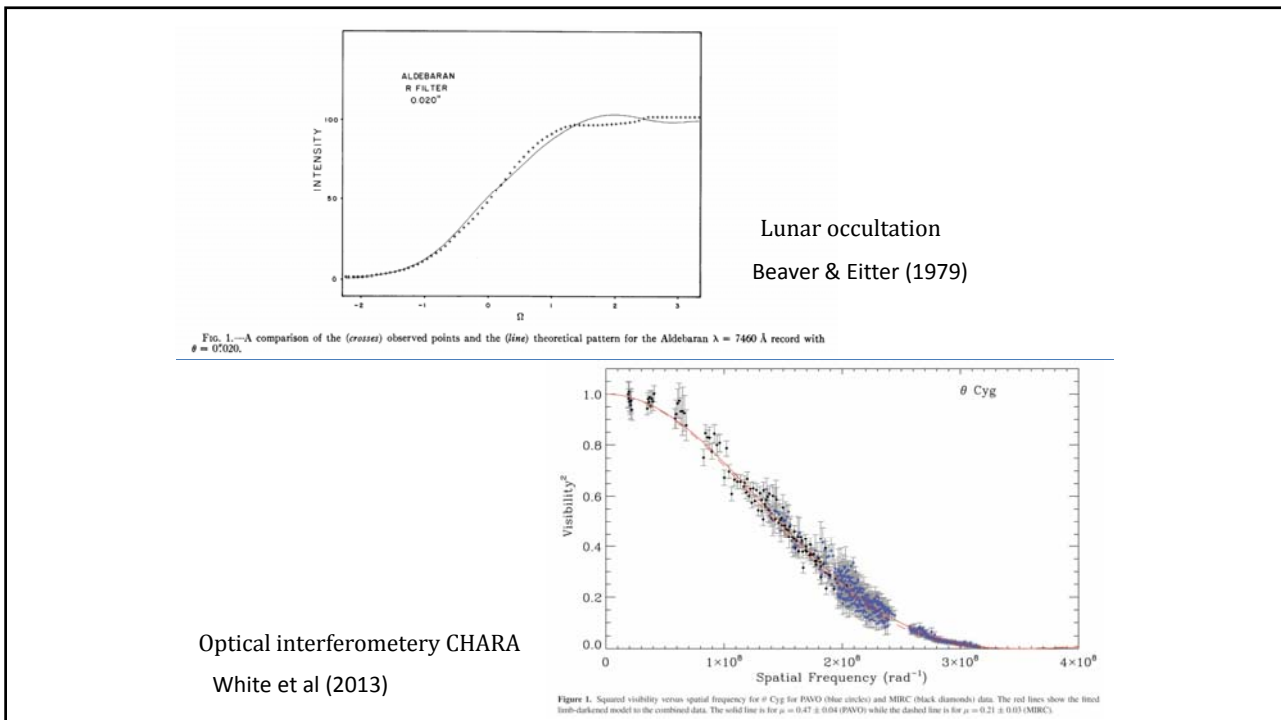 ALDEBARAN
R FILTER
0.020"
INTENSITY
100
50
0
-2
-1
0
1
2
3
Ω
Lunar occultation
Beaver & Eitter (1979)
FIG. 1.—A comparison of the (crosses) observed points and the (line) theoretical pattern for the Aldebaran λ = 7460 Å record with
θ = 0".020.
θ Cyg
Visibility²
1.0
0.8
0.6
0.4
0.2
0.0
0
1×10⁸
2×10⁸
3×10⁸
4×10⁸
Spatial Frequency (rad⁻¹)
Optical interferometery CHARA
White et al (2013)
Figure 1. Squared visibility versus spatial frequency for θ Cyg for PAVO (blue circles) and MIRC (black diamonds) data. The red lines show the fitted
limb-darkened model to the combined data. The solid line is for μ = 0.47 ± 0.04 (PAVO) while the dashed line is for μ = 0.21 ± 0.03 (MIRC).